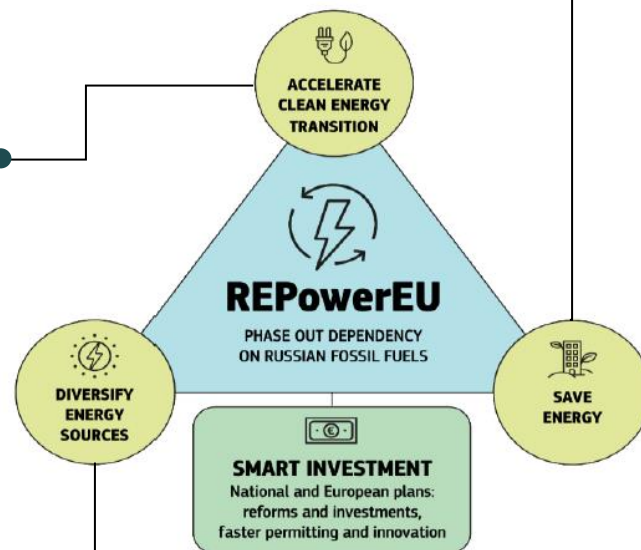 ACCELERATE
CLEAN ENERGY
TRANSITION
REPowerEU
PHASE OUT DEPENDENCY
ON RUSSIAN FOSSIL FUELS
DIVERSIFY
ENERGY
SOURCES
SAVE
ENERGY
€
SMART INVESTMENT
National and European plans:
reforms and investments,
faster permitting and innovation